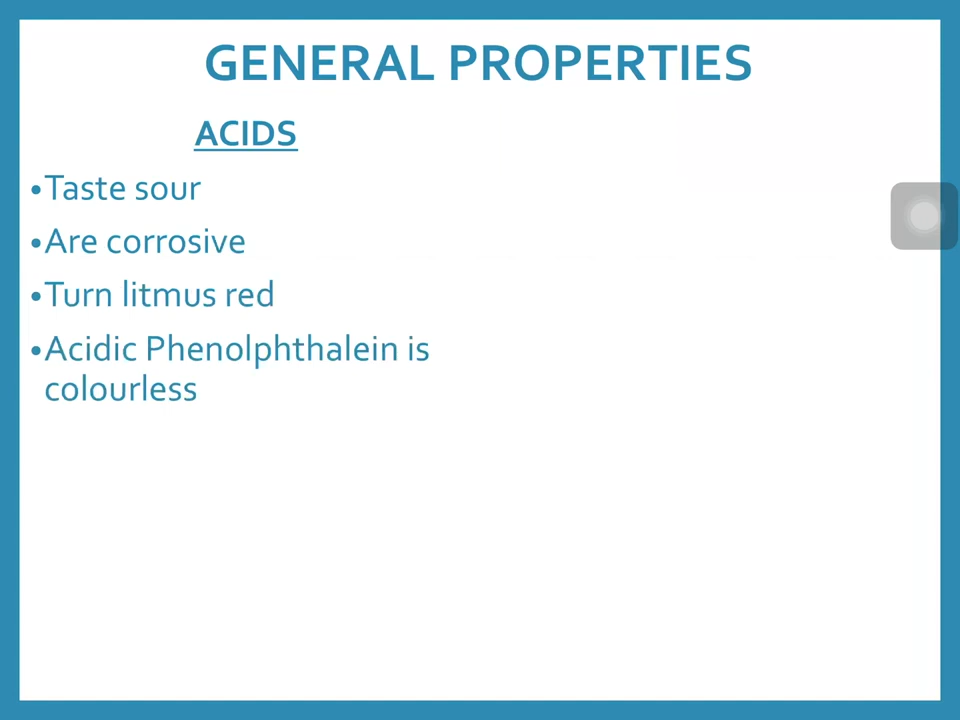 GENERAL PROPERTIES
ACIDS
•Taste sour
•Are corrosive
•Turn litmus red
•Acidic Phenolphthalein is
colourless